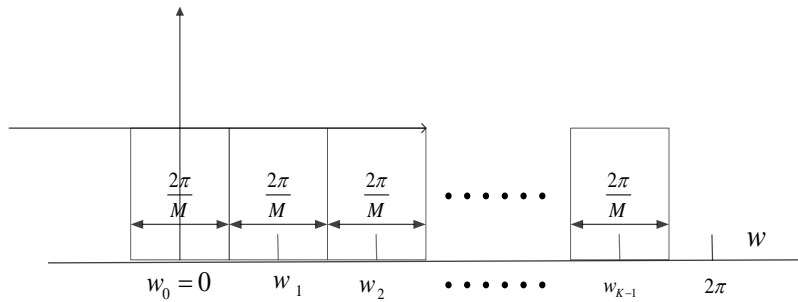 2π/M 2π/M 2π/M ...... 2π/M
w
w₀ = 0 w₁ w₂ ...... w_{K−1} 2π